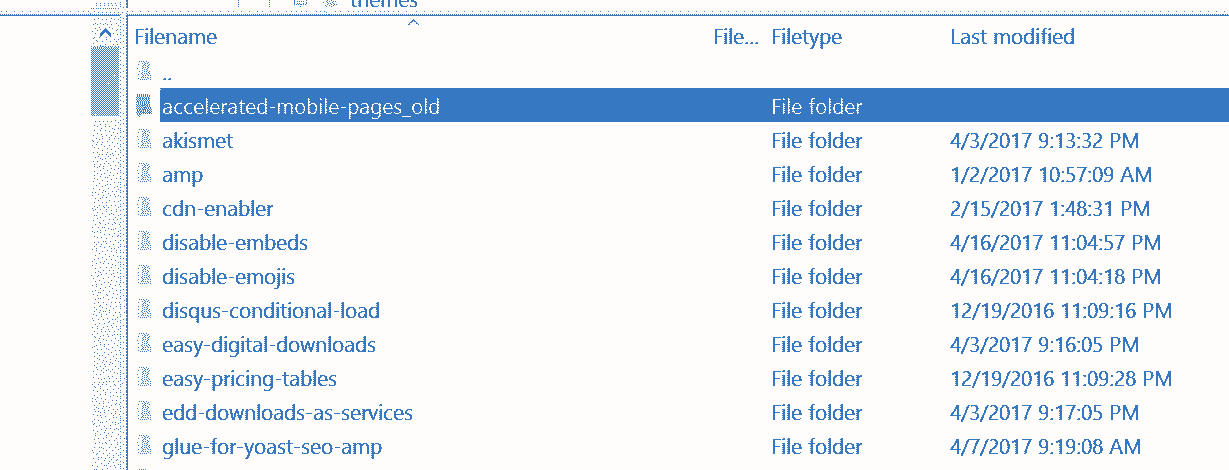 themes
Filename File... Filetype Last modified
..
accelerated-mobile-pages_old File folder
akismet File folder 4/3/2017 9:13:32 PM
amp File folder 1/2/2017 10:57:09 AM
cdn-enabler File folder 2/15/2017 1:48:31 PM
disable-embeds File folder 4/16/2017 11:04:57 PM
disable-emojis File folder 4/16/2017 11:04:18 PM
disqus-conditional-load File folder 12/19/2016 11:09:16 PM
easy-digital-downloads File folder 4/3/2017 9:16:05 PM
easy-pricing-tables File folder 12/19/2016 11:09:28 PM
edd-downloads-as-services File folder 4/3/2017 9:17:05 PM
glue-for-yoast-seo-amp File folder 4/7/2017 9:19:08 AM